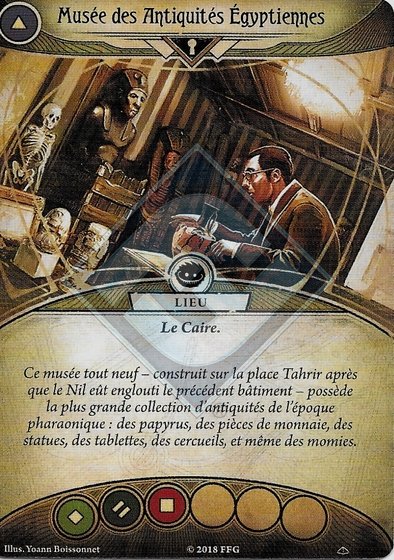 Musée des Antiquités Égyptiennes
LIEU
Le Caire.
Ce musée tout neuf – construit sur la place Tahrir après
que le Nil eût englouti le précédent bâtiment – possède
la plus grande collection d'antiquités de l'époque
pharaonique : des papyrus, des pièces de monnaie, des
statues, des tablettes, des cercueils, et même des momies.
Illus. Yoann Boissonnet
© 2018 FFG